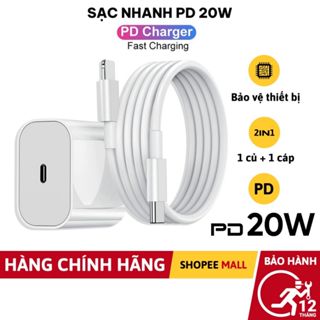 SẠC NHANH PD 20W
PD Charger
Fast Charging
Bảo vệ thiết bị
2IN1
1 củ + 1 cáp
PD
PD 20W
HÀNG CHÍNH HÃNG
SHOPEE MALL
BẢO HÀNH
12
THÁNG